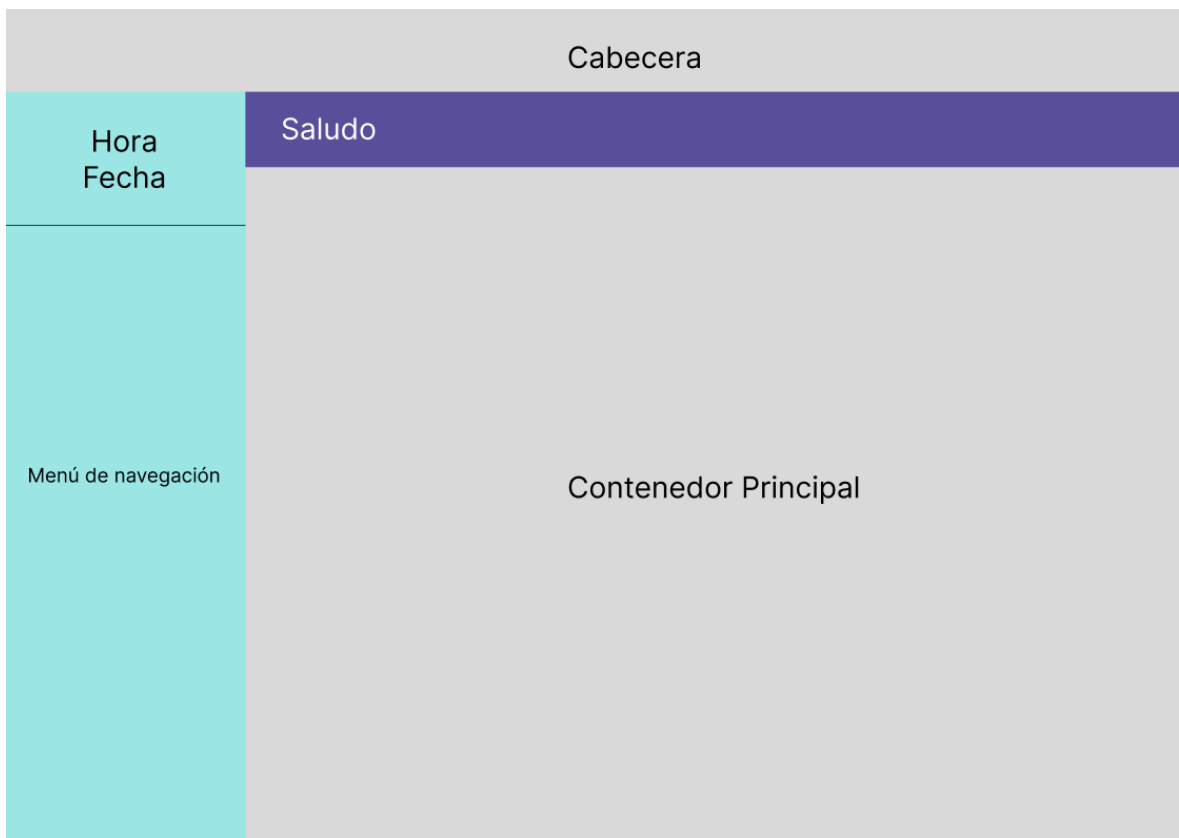 Cabecera
Hora
Fecha
Saludo
Menú de navegación
Contenedor Principal